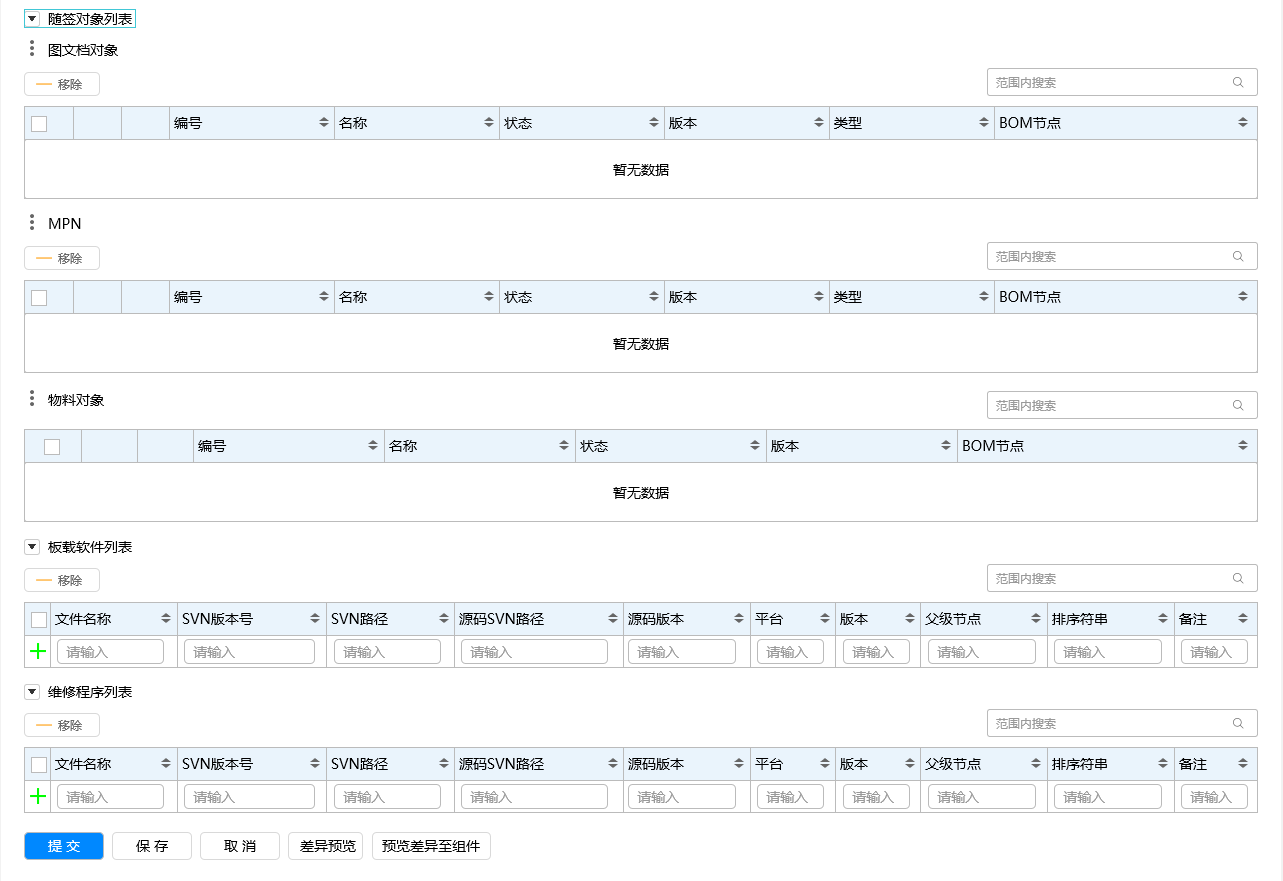 随签对象列表
图文档对象
移除 范围内搜索
编号 名称 状态 版本 类型 BOM节点
暂无数据
MPN
移除 范围内搜索
编号 名称 状态 版本 类型 BOM节点
暂无数据
物料对象 范围内搜索
编号 名称 状态 版本 BOM节点
暂无数据
板载软件列表
移除 范围内搜索
文件名称 SVN版本号 SVN路径 源码SVN路径 源码版本 平台 版本 父级节点 排序符串 备注
请输入 请输入 请输入 请输入 请输入 请输入 请输入 请输入 请输入 请输入
维修程序列表
移除 范围内搜索
文件名称 SVN版本号 SVN路径 源码SVN路径 源码版本 平台 版本 父级节点 排序符串 备注
请输入 请输入 请输入 请输入 请输入 请输入 请输入 请输入 请输入 请输入
提 交 保 存 取 消 差异预览 预览差异至组件